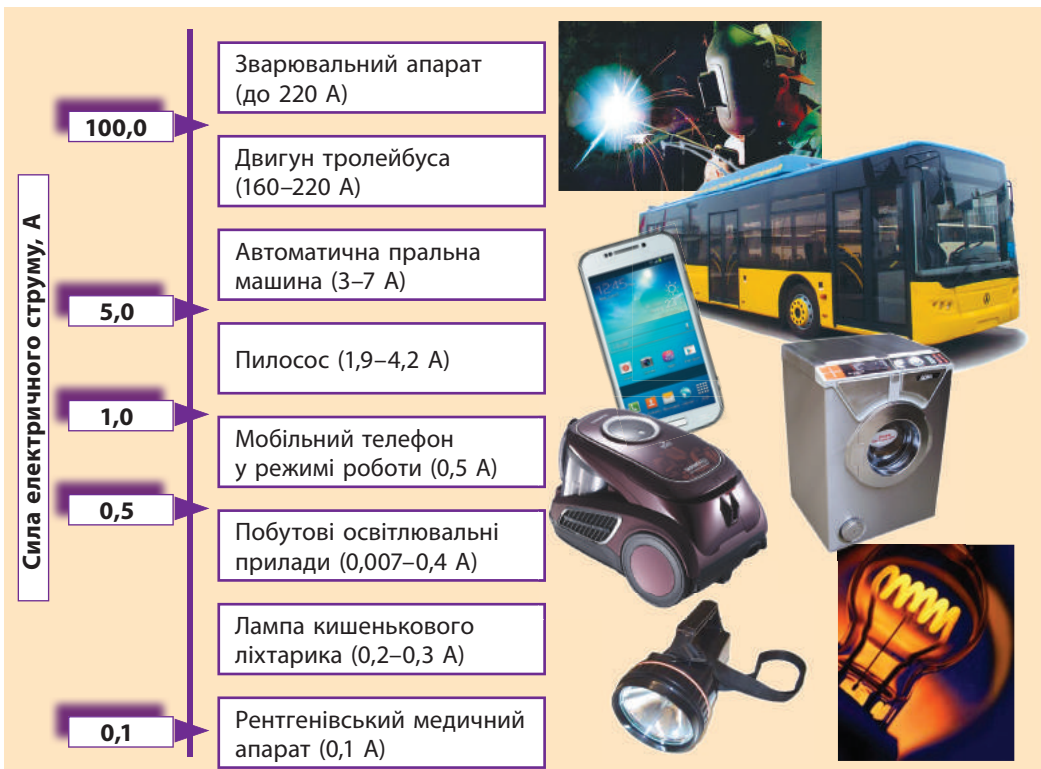 Сила електричного струму, А
100,0
5,0
1,0
0,5
0,1
Зварювальний апарат
(до 220 А)
Двигун тролейбуса
(160–220 А)
Автоматична пральна
машина (3–7 А)
Пилосос (1,9–4,2 А)
Мобільний телефон
у режимі роботи (0,5 А)
Побутові освітлювальні
прилади (0,007–0,4 А)
Лампа кишенькового
ліхтарика (0,2–0,3 А)
Рентгенівський медичний
апарат (0,1 А)
12:45